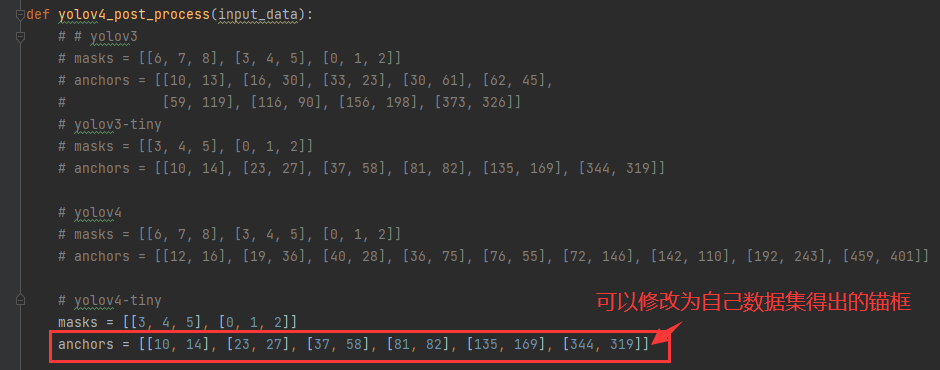 def yolov4_post_process(input_data):
# # yolov3
# masks = [[6, 7, 8], [3, 4, 5], [0, 1, 2]]
# anchors = [[10, 13], [16, 30], [33, 23], [30, 61], [62, 45],
# [59, 119], [116, 90], [156, 198], [373, 326]]
# yolov3-tiny
# masks = [[3, 4, 5], [0, 1, 2]]
# anchors = [[10, 14], [23, 27], [37, 58], [81, 82], [135, 169], [344, 319]]
# yolov4
# masks = [[6, 7, 8], [3, 4, 5], [0, 1, 2]]
# anchors = [[12, 16], [19, 36], [40, 28], [36, 75], [76, 55], [72, 146], [142, 110], [192, 243], [459, 401]]
# yolov4-tiny
可以修改为自己数据集得出的锚框
masks = [[3, 4, 5], [0, 1, 2]]
anchors = [[10, 14], [23, 27], [37, 58], [81, 82], [135, 169], [344, 319]]